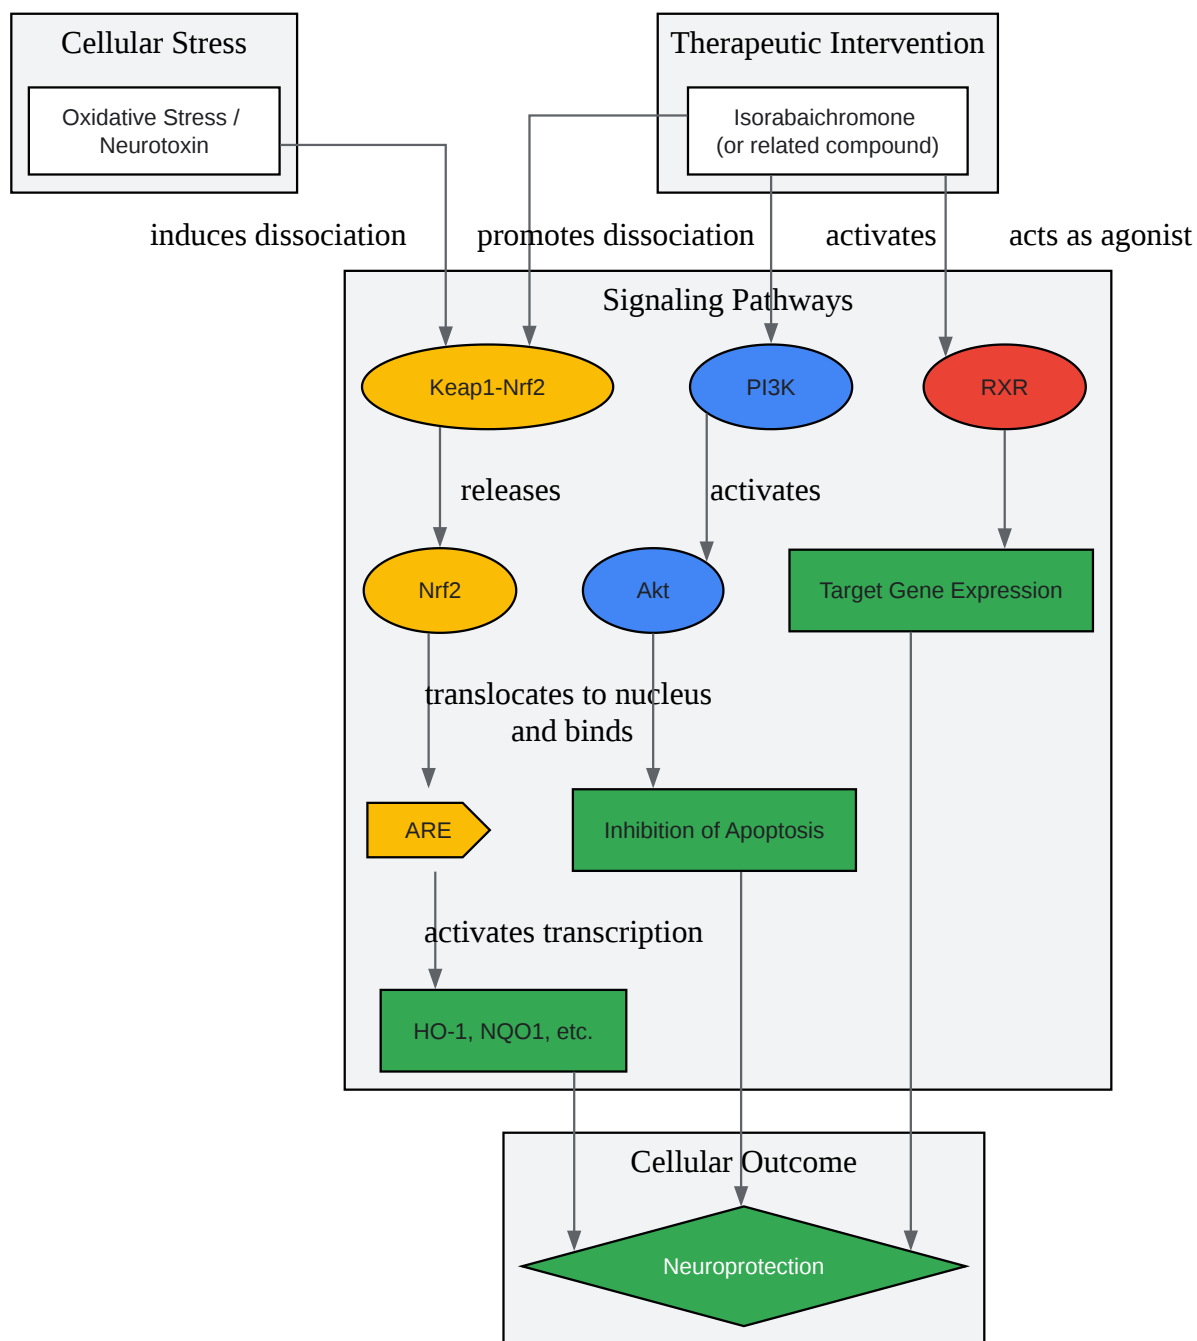 Cellular Stress
Therapeutic Intervention
Oxidative Stress /
Neurotoxin
Isorabaichromone
(or related compound)
induces dissociation
promotes dissociation
activates
acts as agonist
Signaling Pathways
Keap1-Nrf2
PI3K
RXR
releases
activates
Nrf2
Akt
Target Gene Expression
translocates to nucleus
and binds
ARE
Inhibition of Apoptosis
activates transcription
HO-1, NQO1, etc.
Cellular Outcome
Neuroprotection